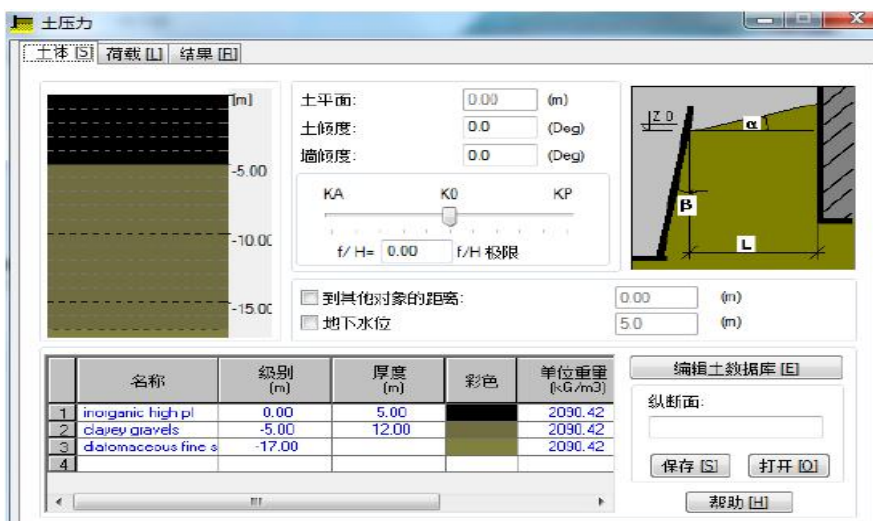 土压力
土体 [S] 荷载 [L] 结果 [R]
[m]
-5.00
-10.00
-15.00
土平面: 0.00 (m)
土倾度: 0.0 (Deg)
墙倾度: 0.0 (Deg)
KA K0 KP
f/ H= 0.00 f/H 极限
Z 0
α
β
L
到其他对象的距离: 0.00 (m)
地下水位 5.0 (m)
名称 级别 (m) 厚度 (m) 彩色 单位重量 (kG/m3)
1 inorganic high pl 0.00 5.00 2090.42
2 clayey gravels -5.00 12.00 2090.42
3 diatomaceous fine s -17.00 2090.42
4
编辑土数据库 [E]
纵断面:
保存 [S] 打开 [O]
帮助 [H]